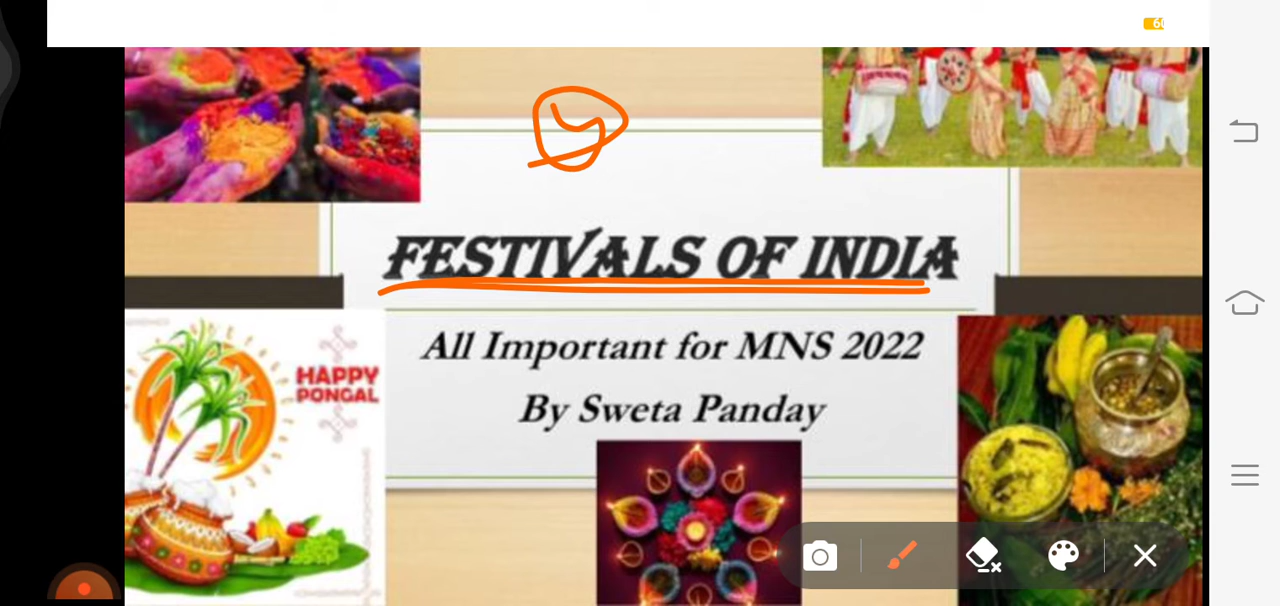 FESTIVALS OF INDIA
All Important for MNS 2022
By Sweta Panday
HAPPY
PONGAL